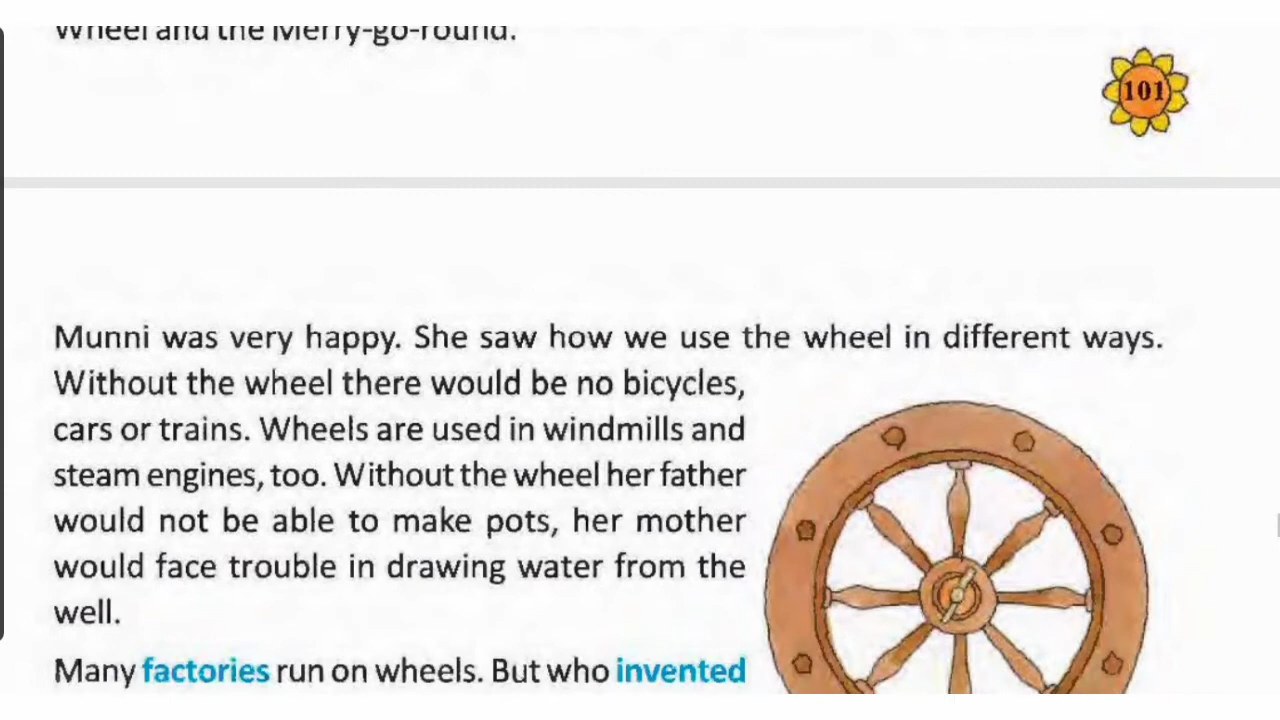 Wheel and the Merry-go-round.
101
Munni was very happy. She saw how we use the wheel in different ways.
Without the wheel there would be no bicycles,
cars or trains. Wheels are used in windmills and
steam engines, too. Without the wheel her father
would not be able to make pots, her mother
would face trouble in drawing water from the
well.
Many factories run on wheels. But who invented